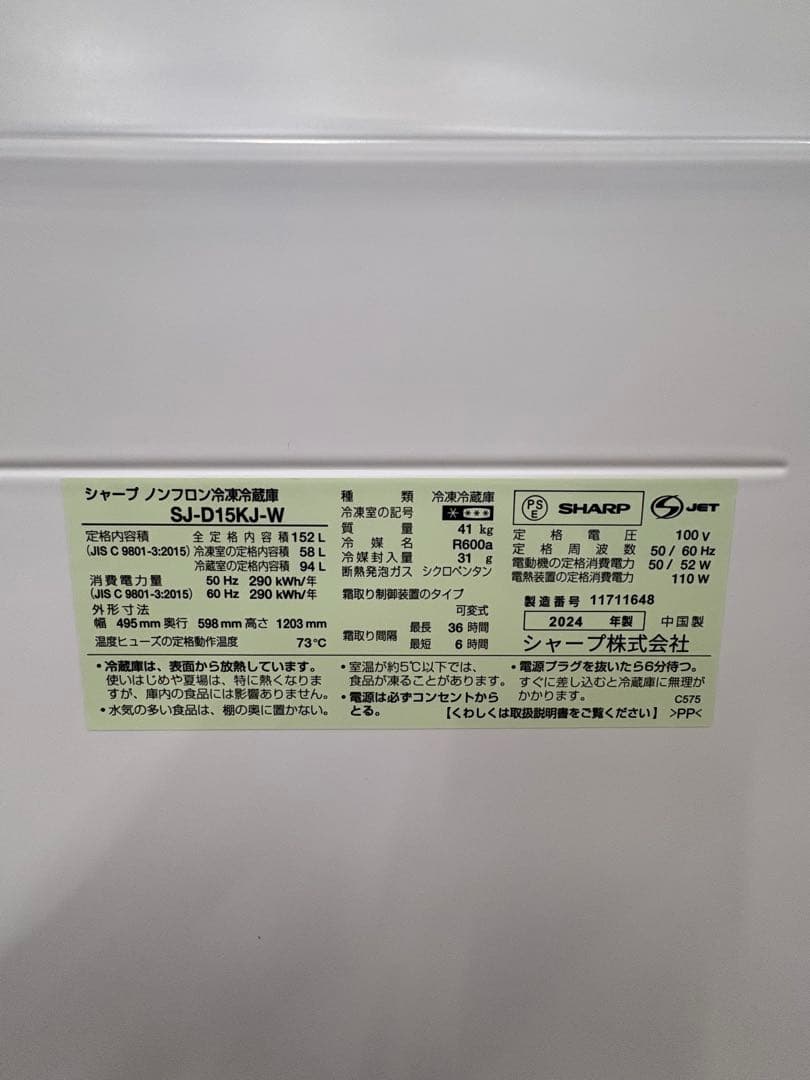 シャープ ノンフロン冷凍冷蔵庫
SJ-D15KJ-W
定格内容積 全定格内容積 152 L
(JIS C 9801-3:2015) 冷凍室の定格内容積 58 L
冷蔵室の定格内容積 94 L
消費電力量 50 Hz 290 kWh/年
(JIS C 9801-3:2015) 60 Hz 290 kWh/年
外形寸法
幅 495 mm 奥行 598 mm 高さ 1203 mm
温度ヒューズの定格動作温度 73℃
種類 冷凍冷蔵庫
冷凍室の記号
質量 41 kg
冷媒名 R600a
冷媒封入量 31 g
断熱発泡ガス シクロペンタン
霜取り制御装置のタイプ
可変式
霜取り間隔 最長 36 時間
最短 6 時間
PSE SHARP JET
定格電圧 100 V
定格周波数 50 / 60 Hz
電動機の定格消費電力 50 / 52 W
電熱装置の定格消費電力 110 W
製造番号 11711648
2024 年製 中国製
シャープ株式会社
・冷蔵庫は、表面から放熱しています。
使いはじめや夏場は、特に熱くなりま
すが、庫内の食品には影響ありません。
・水気の多い食品は、棚の奥に置かない。
・室温が約5℃以下では、
食品が凍ることがあります。
・電源は必ずコンセントから
とる。
・電源プラグを抜いたら6分待つ。
すぐに差し込むと冷蔵庫に無理が
かかります。 C575
【くわしくは取扱説明書をご覧ください】 >PP<